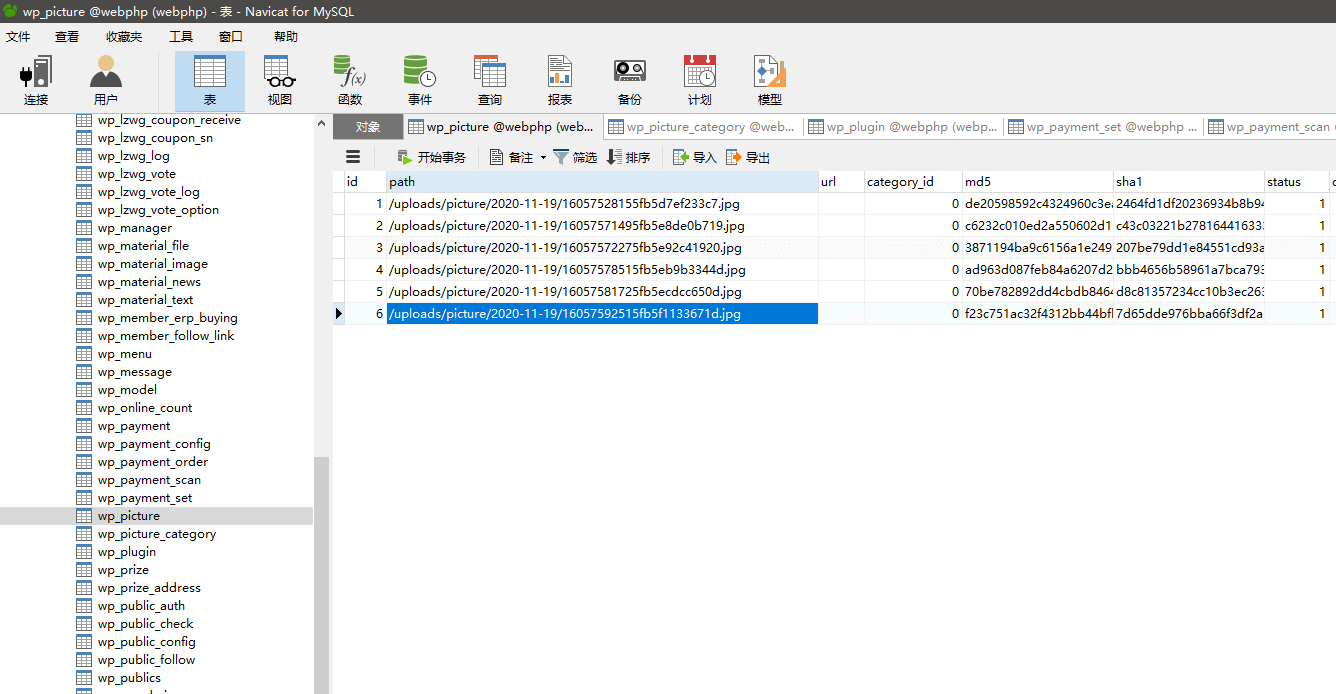 wp_picture @webphp (webphp) - 表 - Navicat for MySQL
文件 查看 收藏夹 工具 窗口 帮助
连接 用户 表 视图 函数 事件 查询 报表 备份 计划 模型
wp_lzwg_coupon_receive
wp_lzwg_coupon_sn
wp_lzwg_log
wp_lzwg_vote
wp_lzwg_vote_log
wp_lzwg_vote_option
wp_manager
wp_material_file
wp_material_image
wp_material_news
wp_material_text
wp_member_erp_buying
wp_member_follow_link
wp_menu
wp_message
wp_model
wp_online_count
wp_payment
wp_payment_config
wp_payment_order
wp_payment_scan
wp_payment_set
wp_picture
wp_picture_category
wp_plugin
wp_prize
wp_prize_address
wp_public_auth
wp_public_check
wp_public_config
wp_public_follow
wp_publics
对象 wp_picture @webphp (web... wp_picture_category @web... wp_plugin @webphp (webp... wp_payment_set @webphp ... wp_payment_scan
开始事务 备注 筛选 排序 导入 导出
id path url category_id md5 sha1 status
1 /uploads/picture/2020-11-19/16057528155fb5d7ef233c7.jpg 0 de20598592c4324960c3ea 2464fd1df20236934b8b94 1
2 /uploads/picture/2020-11-19/16057571495fb5e8de0b719.jpg 0 c6232c010ed2a550602d1 c43c03221b278164416333 1
3 /uploads/picture/2020-11-19/16057572275fb5e92c41920.jpg 0 3871194ba9c6156a1e249 207be79dd1e84551cd93a 1
4 /uploads/picture/2020-11-19/16057578515fb5eb9b3344d.jpg 0 ad963d087feb84a6207d2 bbb4656b58961a7bca793 1
5 /uploads/picture/2020-11-19/16057581725fb5ecdcc650d.jpg 0 70be782892dd4cbdb8464 d8c81357234cc10b3ec263 1
6 /uploads/picture/2020-11-19/16057592515fb5f1133671d.jpg 0 f23c751ac32f4312bb44bfl 7d65dde976bba66f3df2a 1